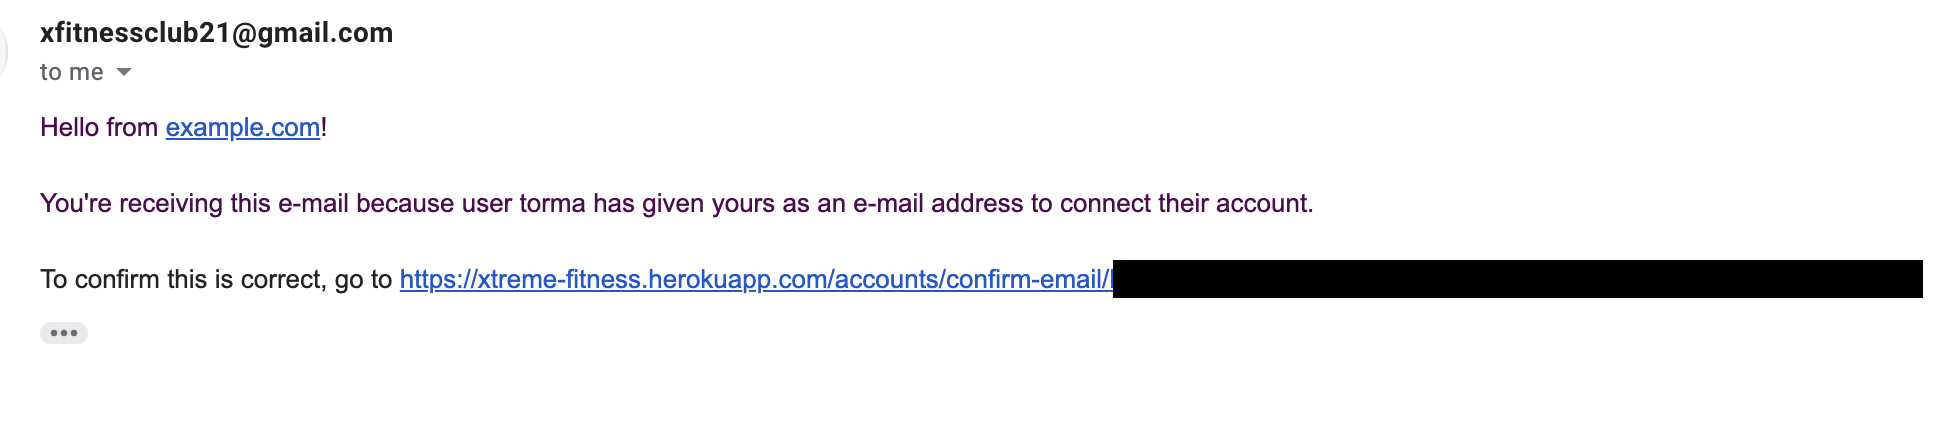 xfitnessclub21@gmail.com
to me
Hello from example.com!
You're receiving this e-mail because user torma has given yours as an e-mail address to connect their account.
To confirm this is correct, go to https://xtreme-fitness.herokuapp.com/accounts/confirm-email/